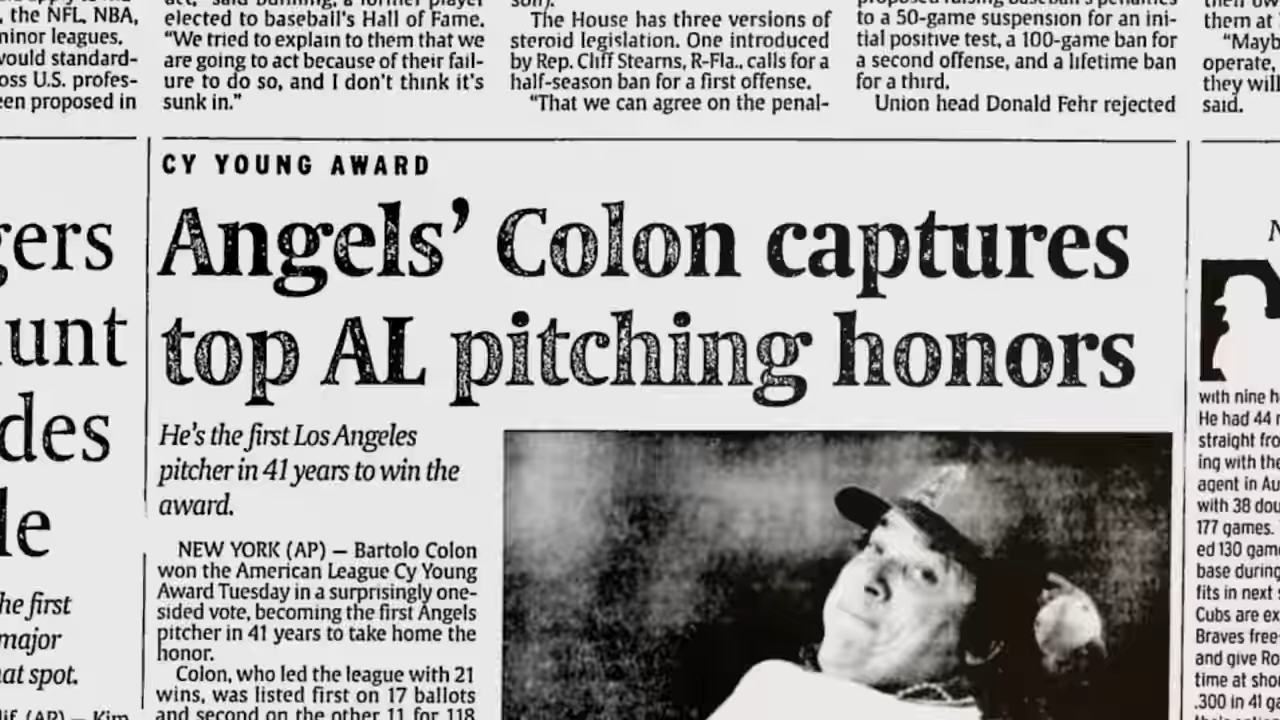 , the NFL, NBA,
minor leagues.
would standard-
oss U.S. profes-
een proposed in
elected to baseball's Hall of Fame.
"We tried to explain to them that we
are going to act because of their fail-
ure to do so, and I don't think it's
sunk in."
The House has three versions of
steroid legislation. One introduced
by Rep. Cliff Stearns, R-Fla., calls for a
half-season ban for a first offense.
"That we can agree on the penal-
to a 50-game suspension for an ini-
tial positive test, a 100-game ban for
a second offense, and a lifetime ban
for a third.
Union head Donald Fehr rejected
them at
"Mayb
operate,
they will
said.
gers
unt
des
le
he first
major
at spot.
CY YOUNG AWARD
Angels' Colon captures
top AL pitching honors
He's the first Los Angeles
pitcher in 41 years to win the
award.
NEW YORK (AP) — Bartolo Colon
won the American League Cy Young
Award Tuesday in a surprisingly one-
sided vote, becoming the first Angels
pitcher in 41 years to take home the
honor.
Colon, who led the league with 21
wins, was listed first on 17 ballots
and second on the other 11 for 118
with nine h
He had 44
straight fro
ing with the
agent in Au
with 38 dou
177 games.
ed 130 gam
base during
fits in next
Cubs are ex
Braves free-
and give Ro
time at sho
.300 in 41 ga